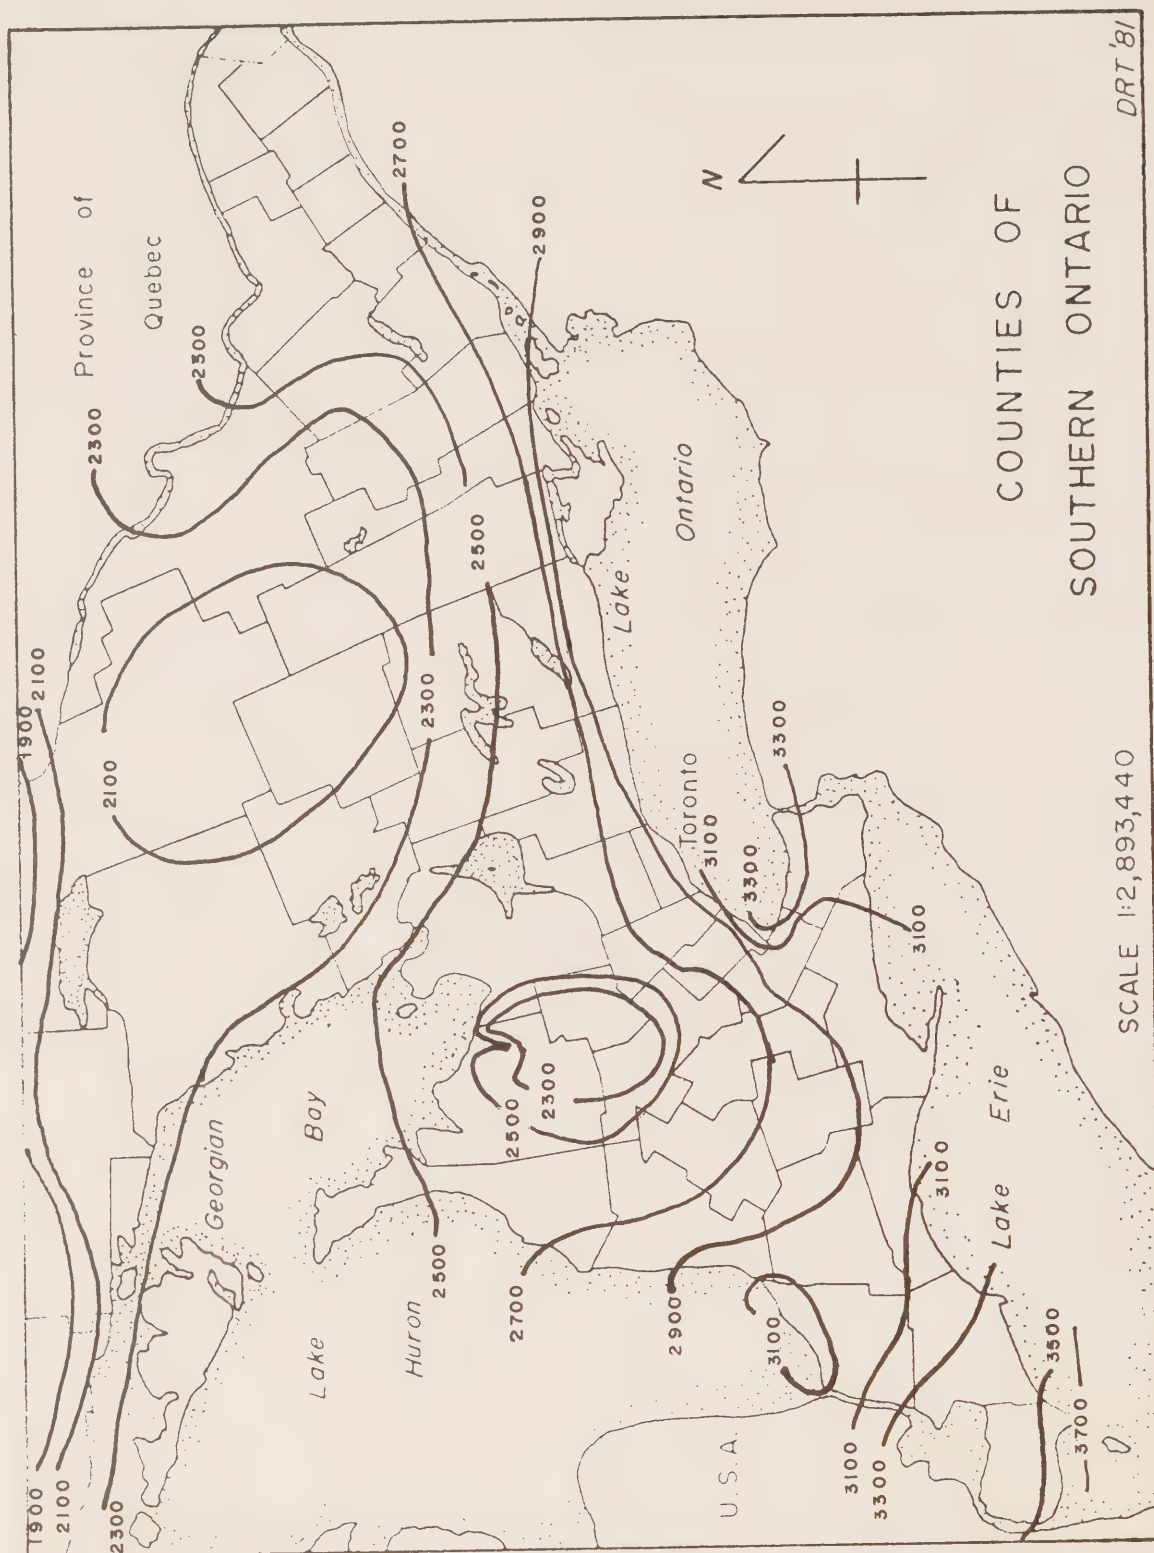 1900
2100
2300
1900
2100
2100
2100
2300
2300
2300
2500
2500
2500
2300
2700
2700
2900
2900
3100
3100
3300
3300
3100
3100
3100
3300
3500
3700
Province of
Quebec
Georgian
Bay
Lake
Huron
Lake
Ontario
Toronto
Lake Erie
U.S.A.
N
COUNTIES OF
SOUTHERN ONTARIO
SCALE 1:2,893,440
DRT '81